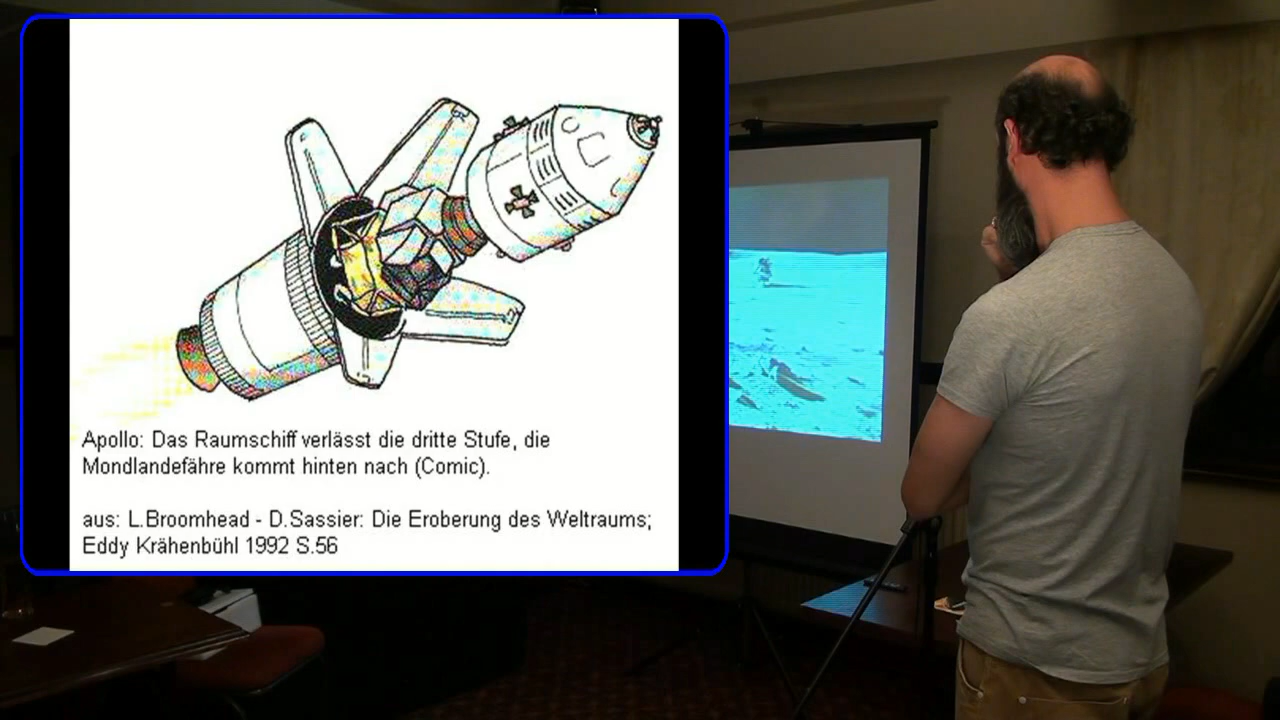 Apollo: Das Raumschiff verlässt die dritte Stufe, die
Mondlandefähre kommt hinten nach (Comic).
aus: L.Broomhead - D.Sassier: Die Eroberung des Weltraums;
Eddy Krähenbühl 1992 S.56